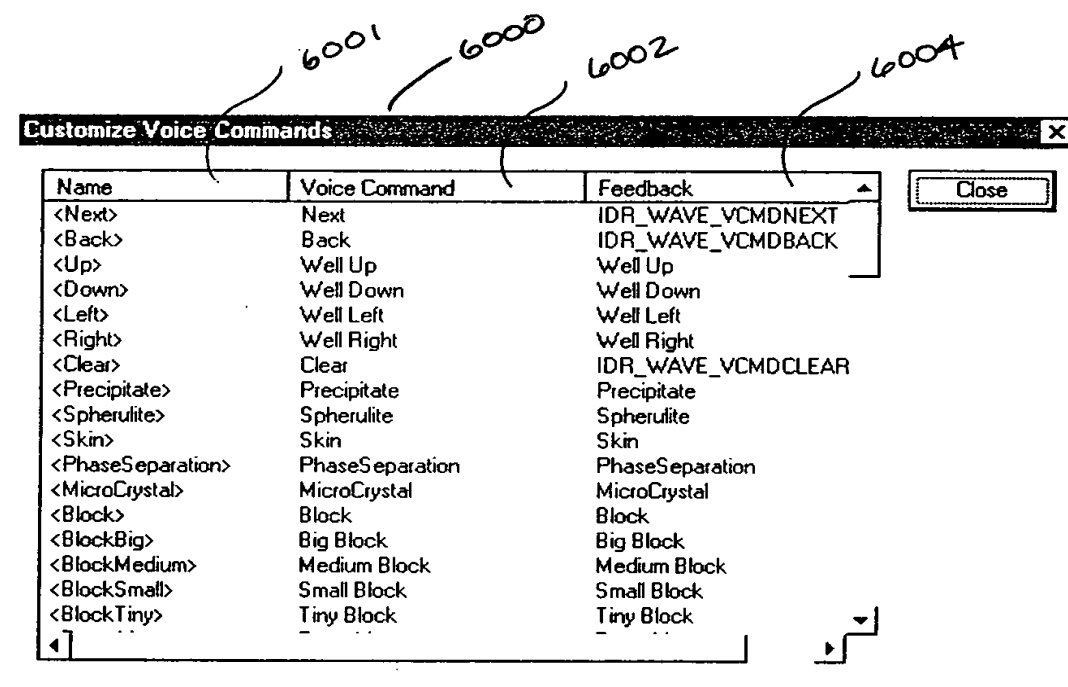 6001 6000 6002 6004
Customize Voice Commands
Name Voice Command Feedback Close
<Next> Next IDR_WAVE_VCMDNEXT
<Back> Back IDR_WAVE_VCMDBACK
<Up> Well Up Well Up
<Down> Well Down Well Down
<Left> Well Left Well Left
<Right> Well Right Well Right
<Clear> Clear IDR_WAVE_VCMDCLEAR
<Precipitate> Precipitate Precipitate
<Spherulite> Spherulite Spherulite
<Skin> Skin Skin
<PhaseSeparation> PhaseSeparation PhaseSeparation
<MicroCrystal> MicroCrystal MicroCrystal
<Block> Block Block
<BlockBig> Big Block Big Block
<BlockMedium> Medium Block Medium Block
<BlockSmall> Small Block Small Block
<BlockTiny> Tiny Block Tiny Block